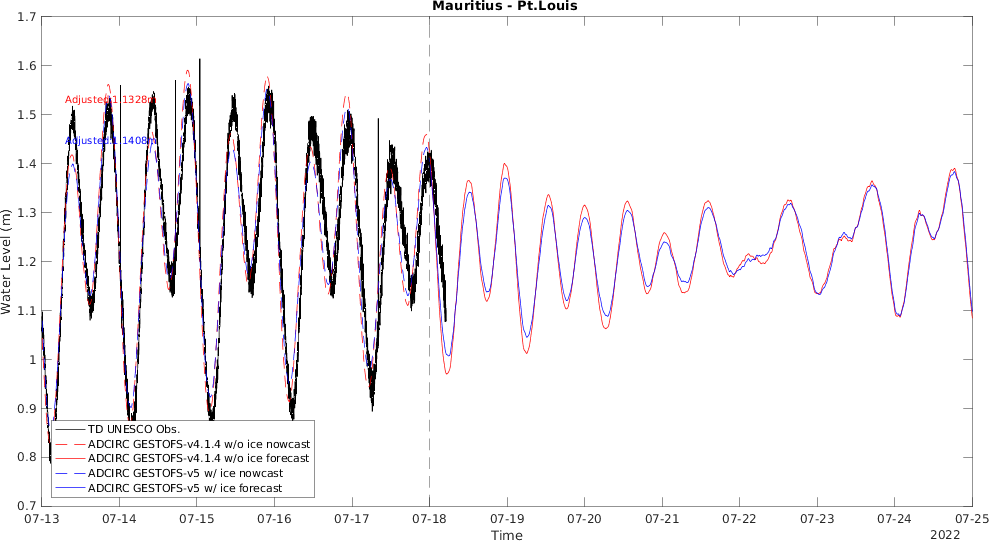 Mauritius - Pt.Louis
1.7
1.6
1.5
1.4
1.3
1.2
1.1
1
0.9
0.8
0.7
Water Level (m)
Adjusted:1.1328m
Adjusted:1.1408m
TD UNESCO Obs.
ADCIRC GESTOFS-v4.1.4 w/o ice nowcast
ADCIRC GESTOFS-v4.1.4 w/o ice forecast
ADCIRC GESTOFS-v5 w/ ice nowcast
ADCIRC GESTOFS-v5 w/ ice forecast
07-13 07-14 07-15 07-16 07-17 07-18 07-19 07-20 07-21 07-22 07-23 07-24 07-25
Time
2022